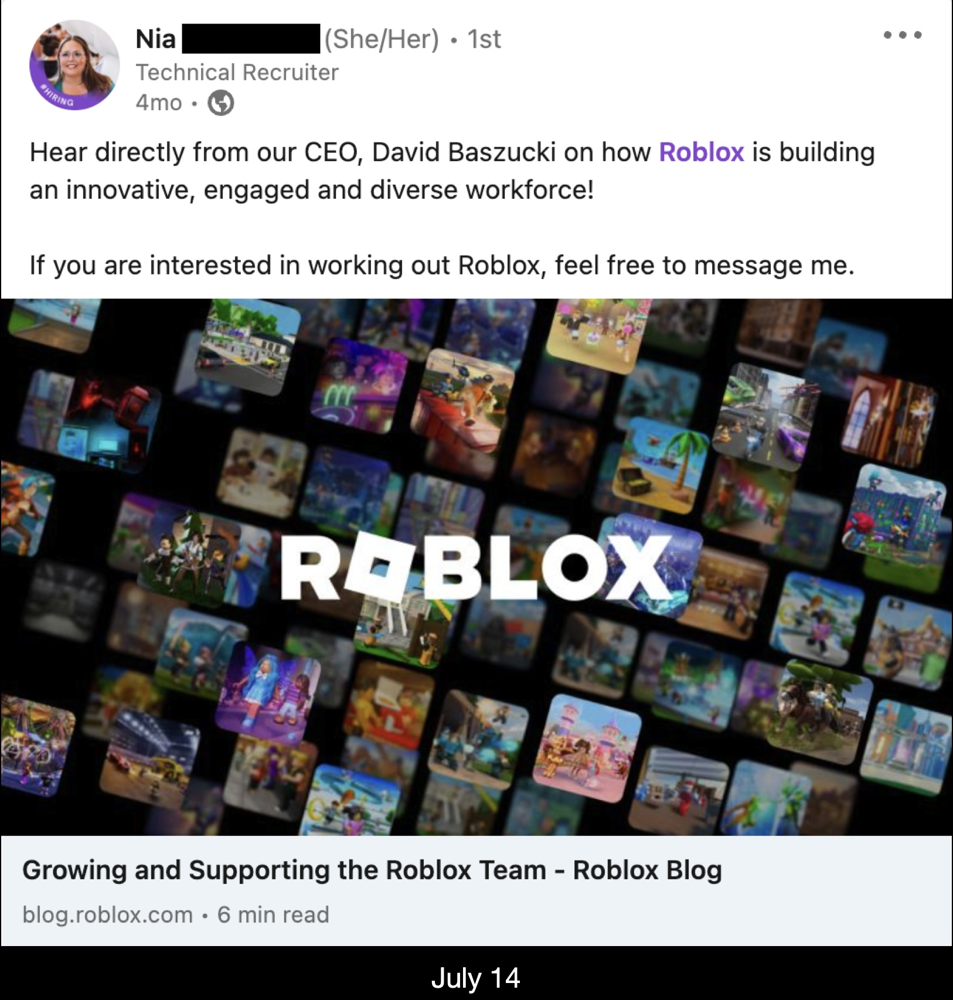 Nia (She/Her) • 1st
Technical Recruiter
4mo •
#HIRING
Hear directly from our CEO, David Baszucki on how Roblox is building
an innovative, engaged and diverse workforce!
If you are interested in working out Roblox, feel free to message me.
ROBLOX
Growing and Supporting the Roblox Team - Roblox Blog
blog.roblox.com • 6 min read
July 14